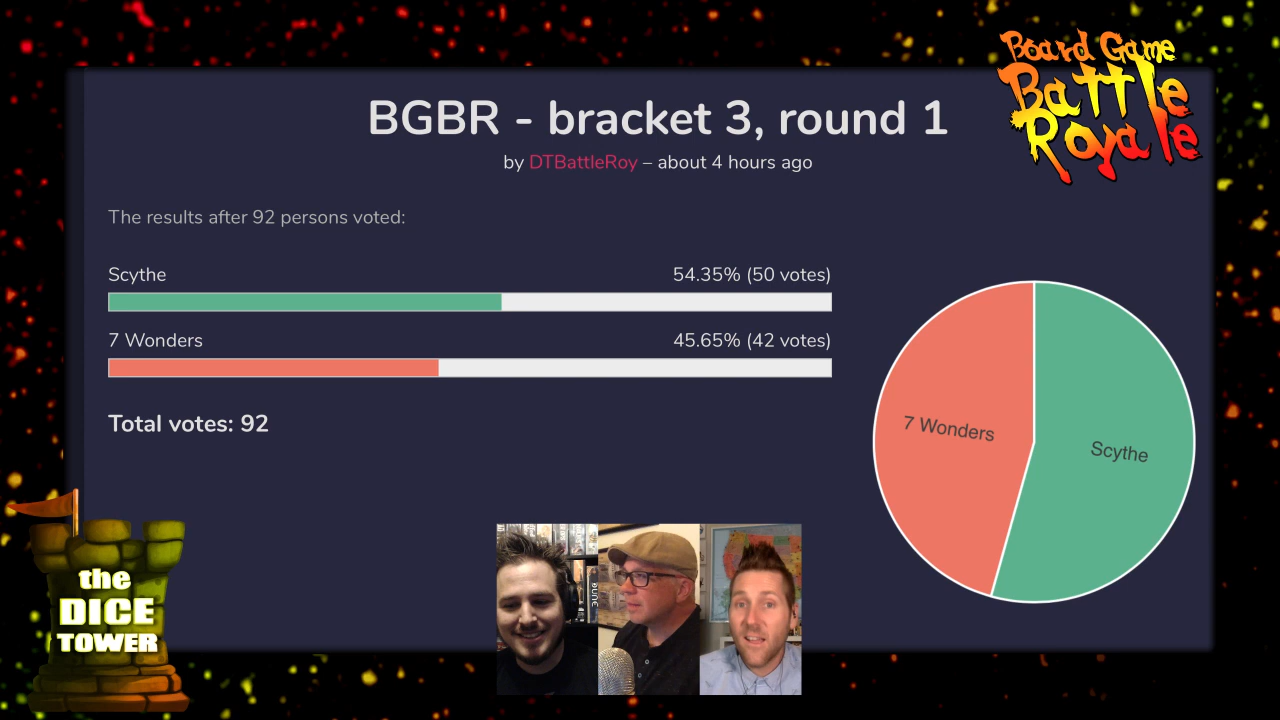 Board Game
Battle
Royale
BGBR - bracket 3, round 1
by DTBattleRoy – about 4 hours ago
The results after 92 persons voted:
Scythe 54.35% (50 votes)
7 Wonders 45.65% (42 votes)
Total votes: 92
7 Wonders
Scythe
the
DICE
TOWER
DUNE